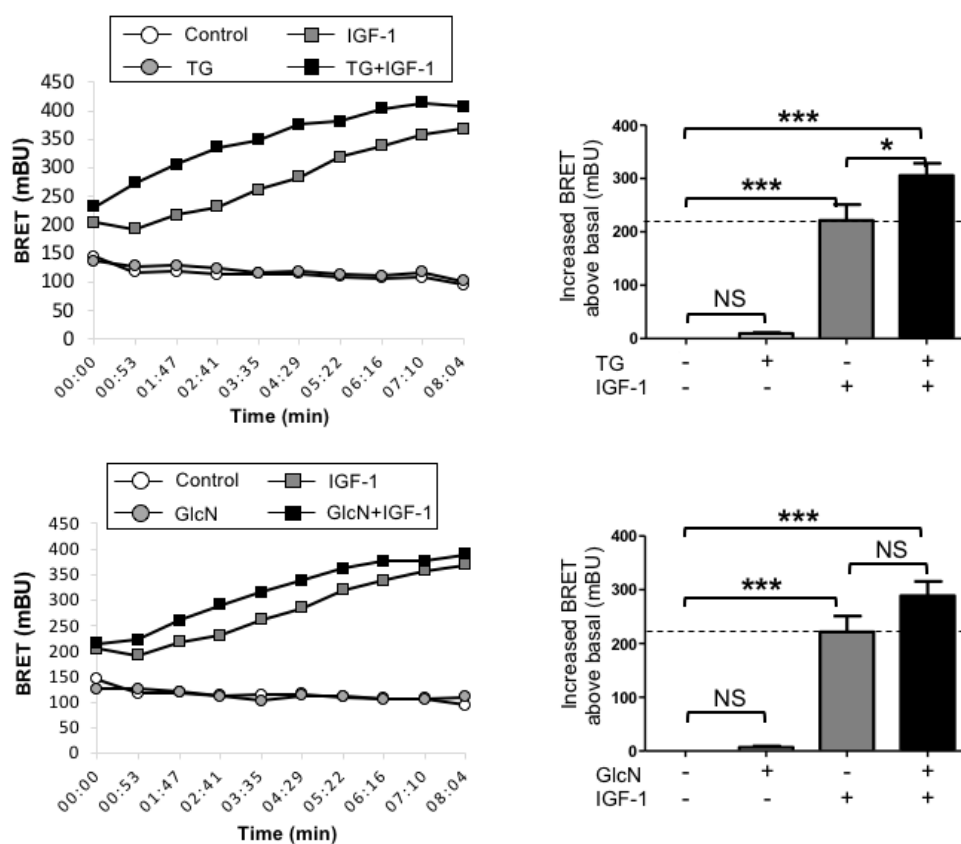 Control IGF-1
TG TG+IGF-1
BRET (mBU)
450
400
350
300
250
200
150
100
50
0
00:00 00:53 01:47 02:41 03:35 04:29 05:22 06:16 07:10 08:04
Time (min)
Increased BRET
above basal (mBU)
400
300
200
100
0
***
*
***
NS
TG - + - +
IGF-1 - - + +
Control IGF-1
GlcN GlcN+IGF-1
BRET (mBU)
450
400
350
300
250
200
150
100
50
0
00:00 00:53 01:47 02:41 03:35 04:29 05:22 06:16 07:10 08:04
Time (min)
Increased BRET
above basal (mBU)
400
300
200
100
0
***
NS
***
NS
GlcN - + - +
IGF-1 - - + +